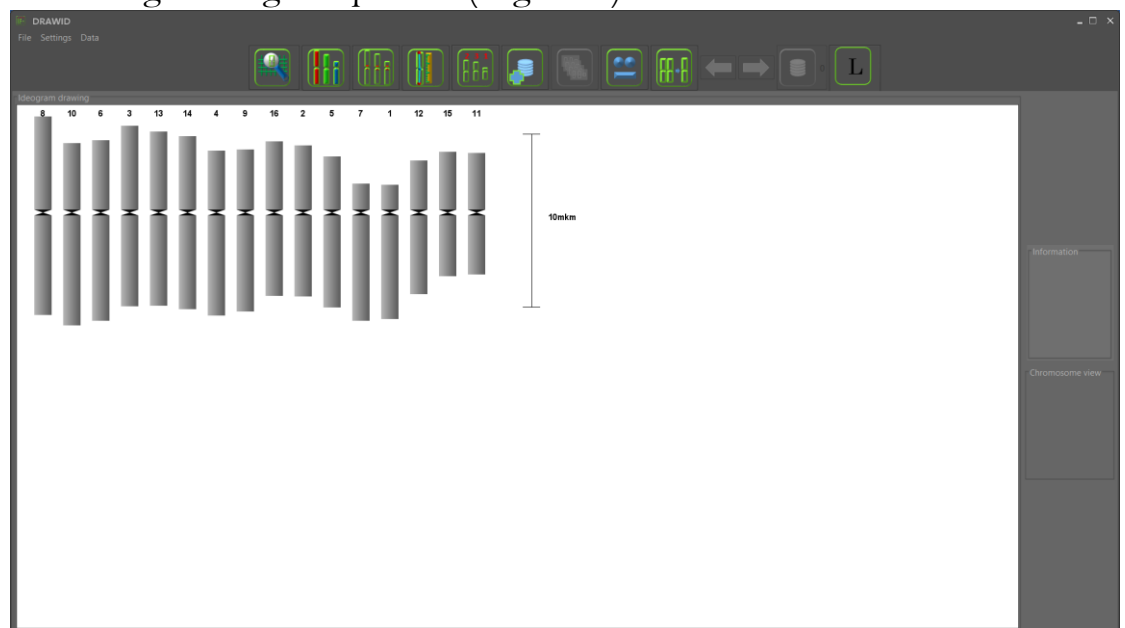 DRAWID
File Settings Data
L
Ideogram drawing
8 10 6 3 13 14 4 9 16 2 5 7 1 12 15 11
10mkm
Information
Chromosome view